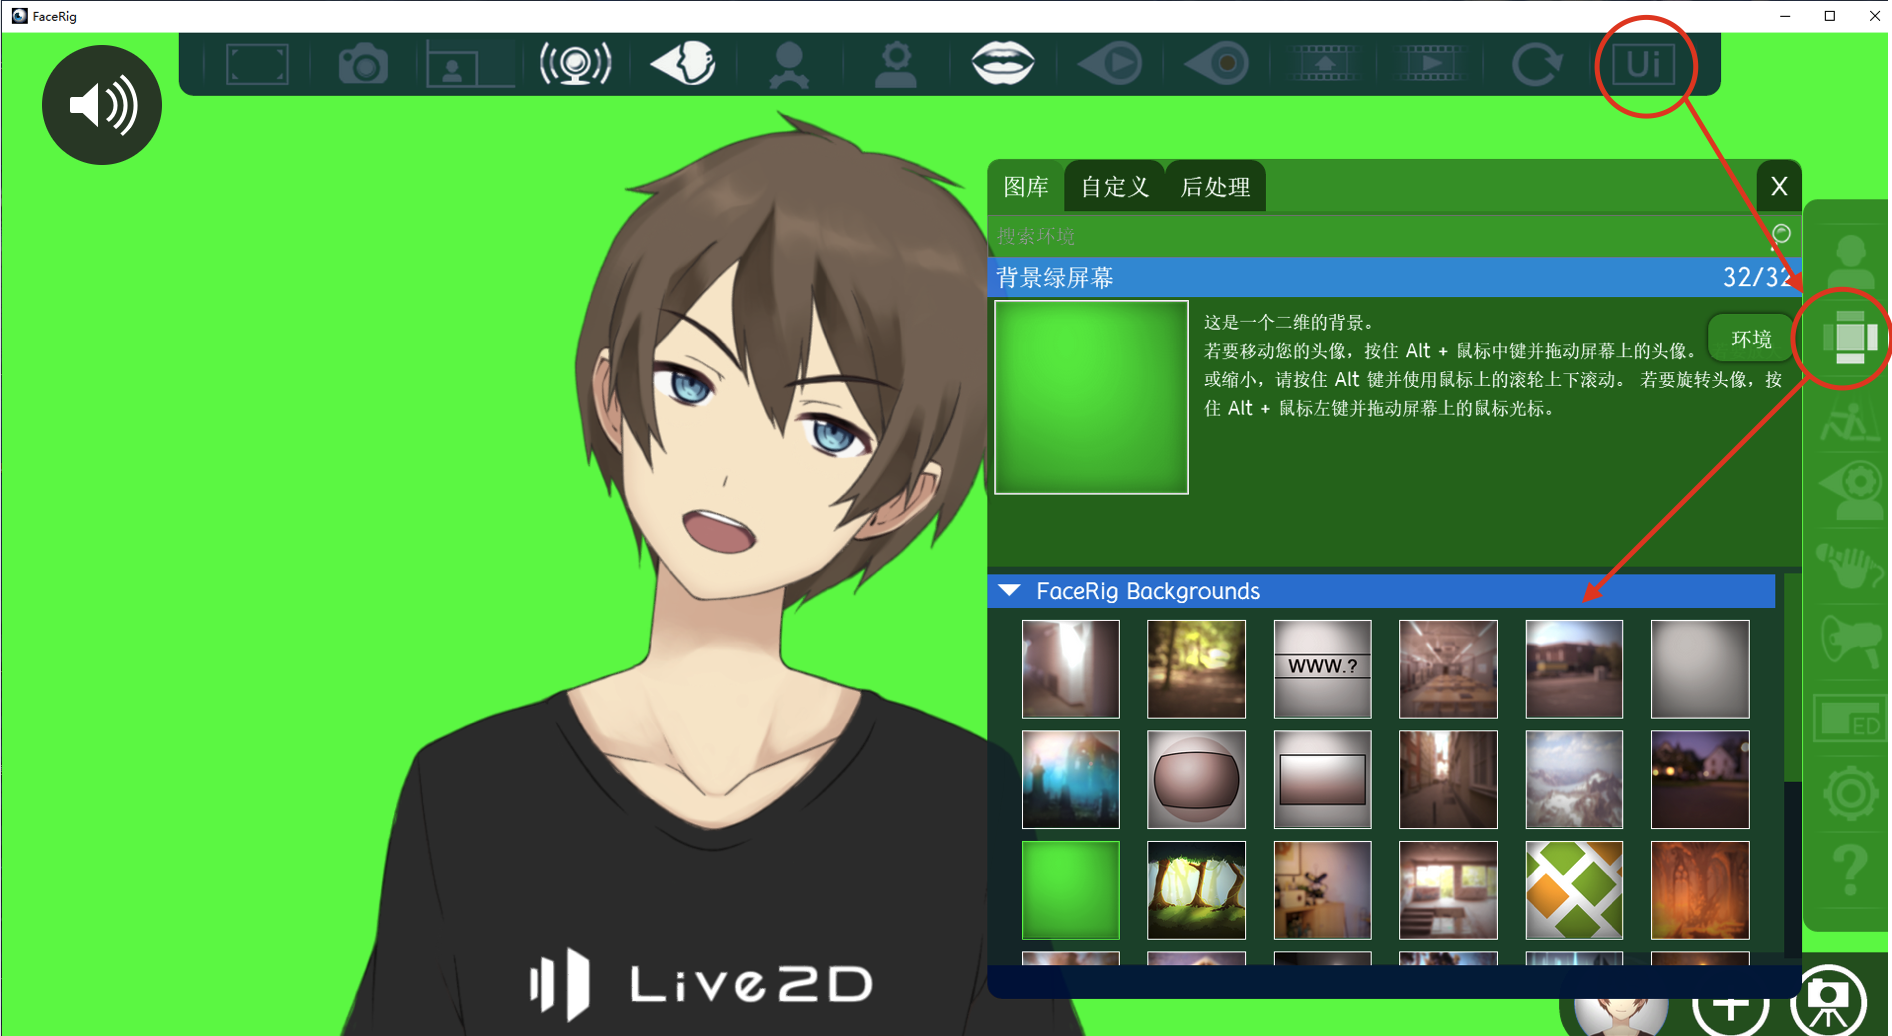 FaceRig
Ui
图库 自定义 后处理 X
搜索环境
背景绿屏幕 32/32
这是一个二维的背景。
若要移动您的头像，按住 Alt + 鼠标中键并拖动屏幕上的头像。
环境
或缩小，请按住 Alt 键并使用鼠标上的滚轮上下滚动。 若要旋转头像，按
住 Alt + 鼠标左键并拖动屏幕上的鼠标光标。
FaceRig Backgrounds
WWW.?
ED
?
Live2D